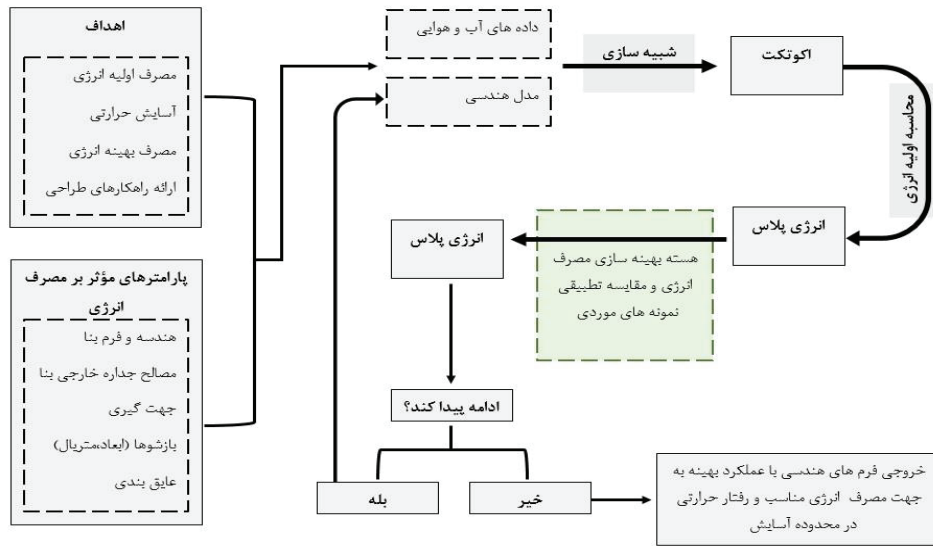 اهداف
مصرف اولیه انرژی
آسایش حرارتی
مصرف بهینه انرژی
ارائه راهکارهای طراحی
پارامترهای مؤثر بر مصرف
انرژی
هندسه و فرم بنا
مصالح جداره خارجی بنا
جهت گیری
بازشوها (ابعاد،متریال)
عایق بندی
داده های آب و هوایی
مدل هندسی
شبیه سازی
اکوتکت
محاسبه اولیه انرژی
انرژی پلاس
هسته بهینه سازی مصرف
انرژی و مقایسه تطبیقی
نمونه های موردی
انرژی پلاس
ادامه پیدا کند؟
بله
خیر
خروجی فرم های هندسی با عملکرد بهینه به
جهت مصرف انرژی مناسب و رفتار حرارتی
در محدوده آسایش